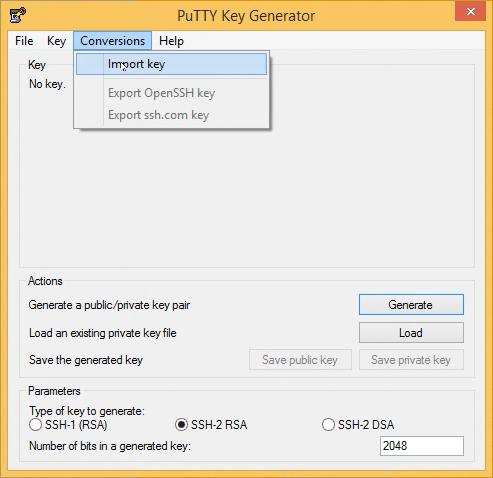 PuTTY Key Generator
File Key Conversions Help
Import key
Export OpenSSH key
Export ssh.com key
Key
No key.
Actions
Generate a public/private key pair
Generate
Load an existing private key file
Load
Save the generated key
Save public key
Save private key
Parameters
Type of key to generate:
SSH-1 (RSA) SSH-2 RSA SSH-2 DSA
Number of bits in a generated key:
2048